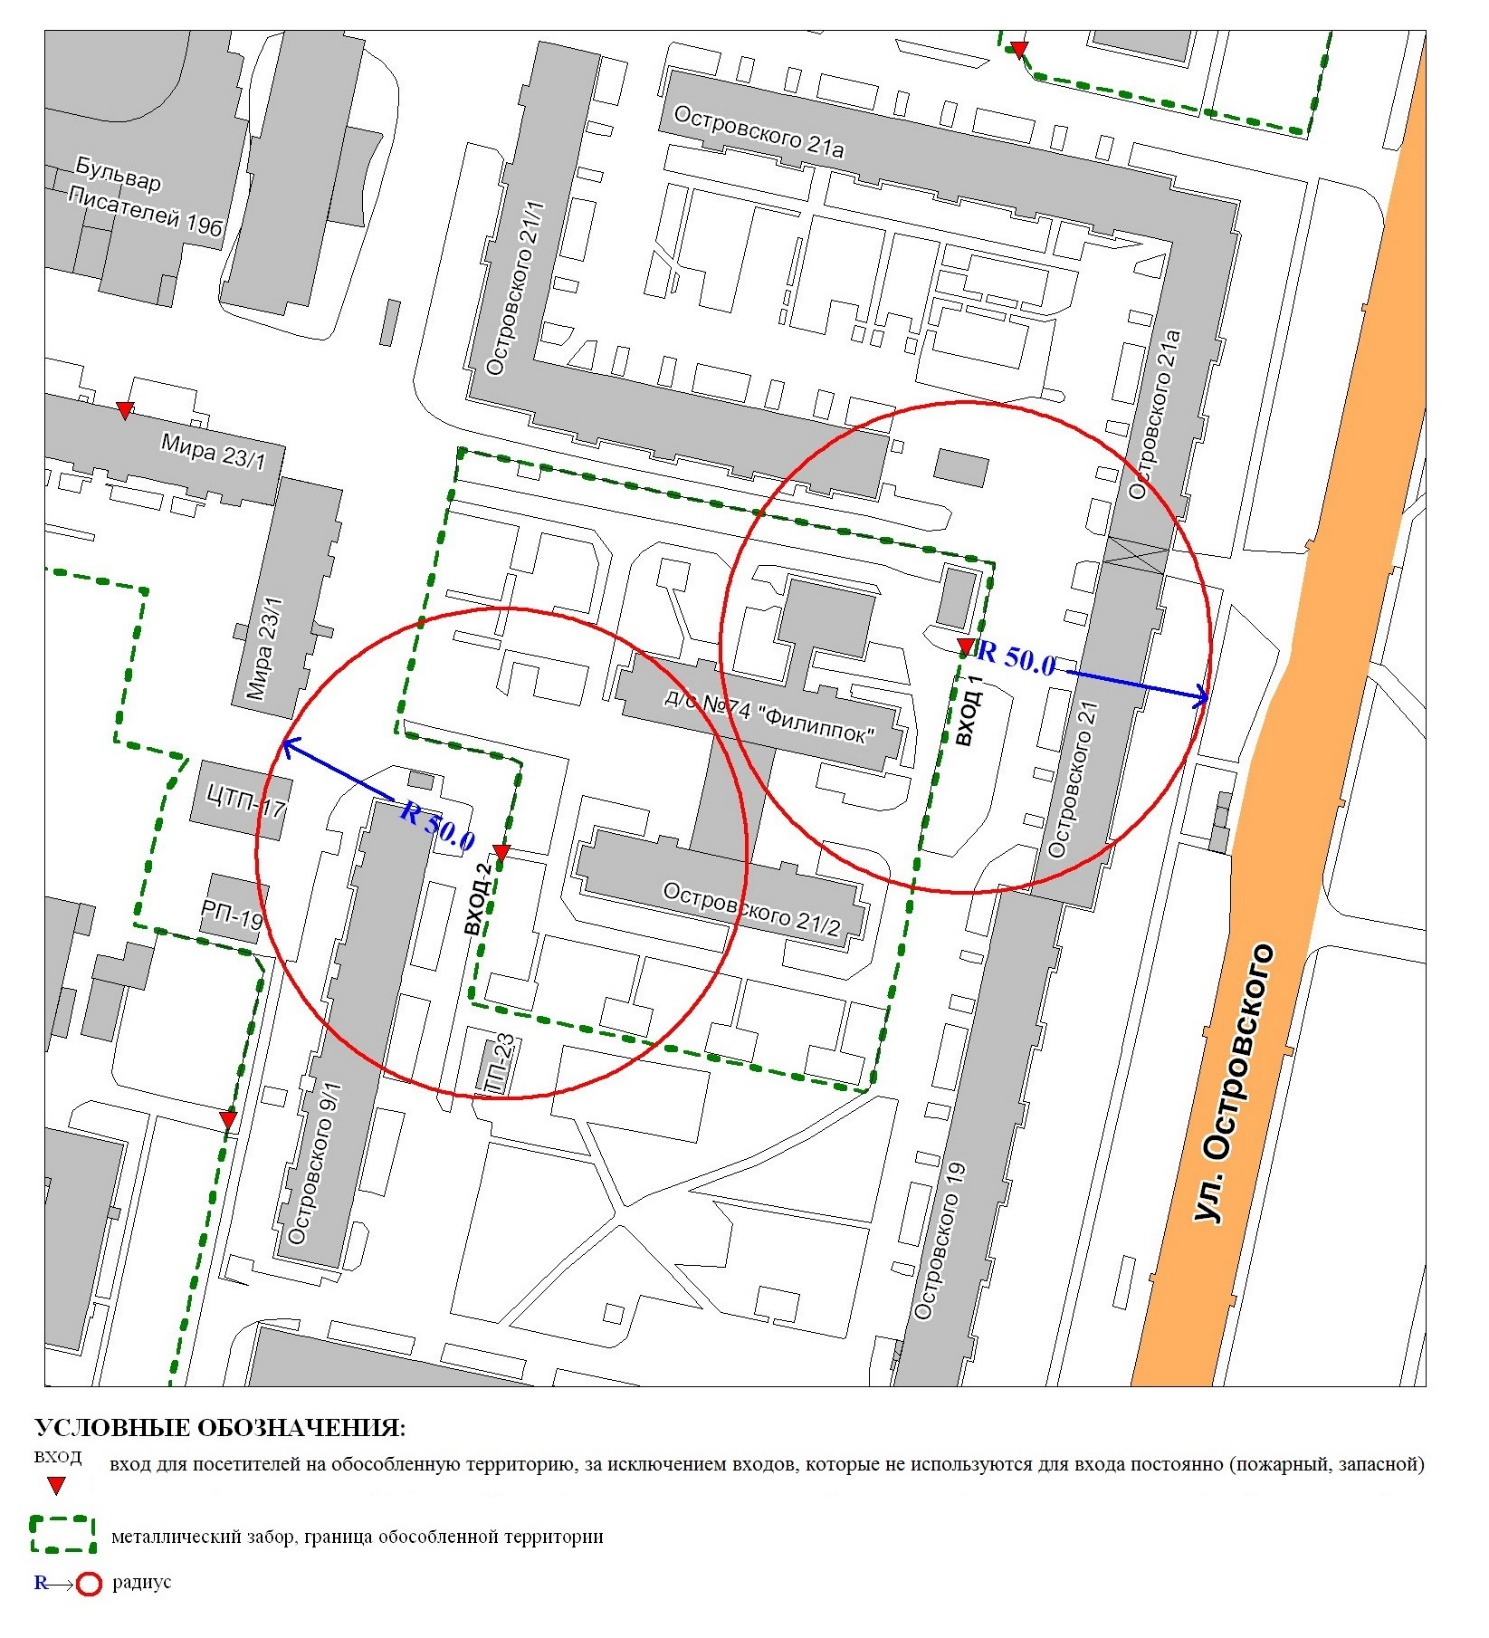 Островского 21а
Бульвар
Писателей 19б
Островского 21/1
Островского 21а
Мира 23/1
Мира 23/1
R 50.0
д/с №74 "Филиппок"
ВХОД 1
Островского 21
ЦТП-17
R 50.0
ВХОД 2
РП-19
Островского 21/2
ТП-23
Островского 9/1
Островского 19
ул. Островского
УСЛОВНЫЕ ОБОЗНАЧЕНИЯ:
ВХОД
вход для посетителей на обособленную территорию, за исключением входов, которые не используются для входа постоянно (пожарный, запасной)
металлический забор, граница обособленной территории
R
радиус